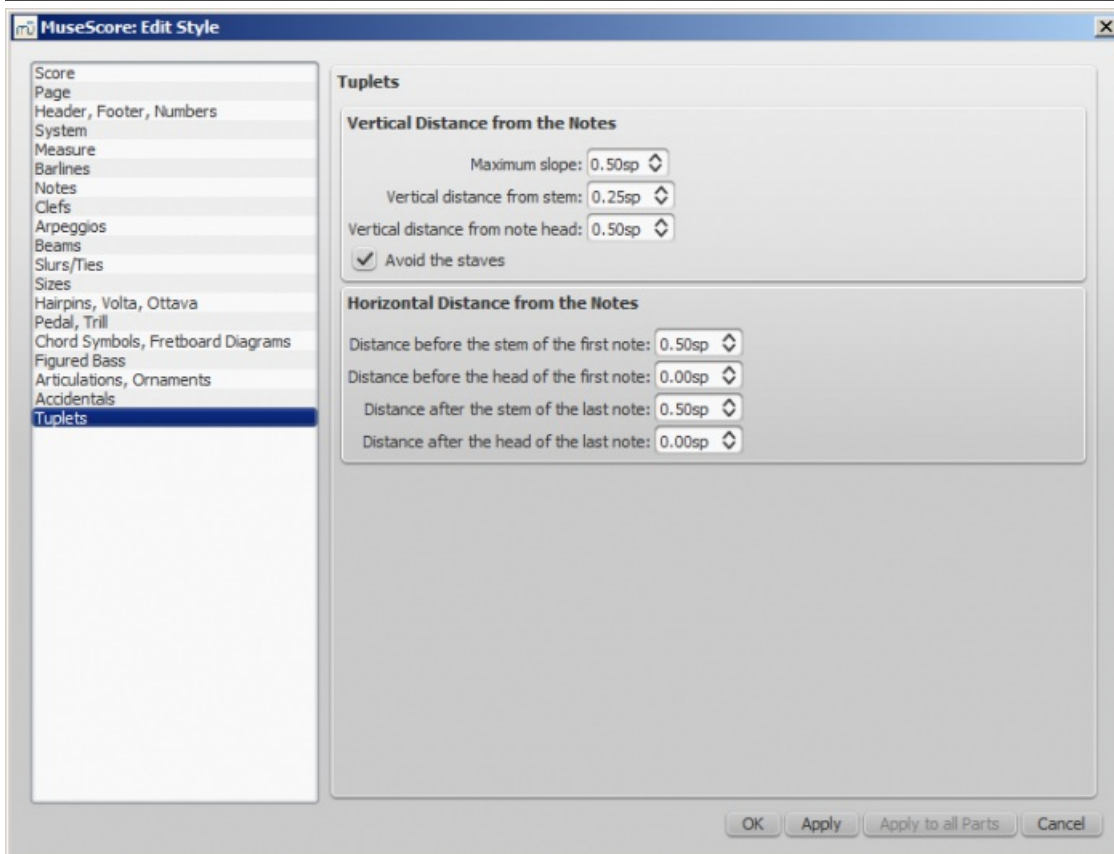 MuseScore: Edit Style
Score
Page
Header, Footer, Numbers
System
Measure
Barlines
Notes
Clefs
Arpeggios
Beams
Slurs/Ties
Sizes
Hairpins, Volta, Ottava
Pedal, Trill
Chord Symbols, Fretboard Diagrams
Figured Bass
Articulations, Ornaments
Accidentals
Tuplets
Tuplets
Vertical Distance from the Notes
Maximum slope: 0.50sp
Vertical distance from stem: 0.25sp
Vertical distance from note head: 0.50sp
Avoid the staves
Horizontal Distance from the Notes
Distance before the stem of the first note: 0.50sp
Distance before the head of the first note: 0.00sp
Distance after the stem of the last note: 0.50sp
Distance after the head of the last note: 0.00sp
OK Apply Apply to all Parts Cancel